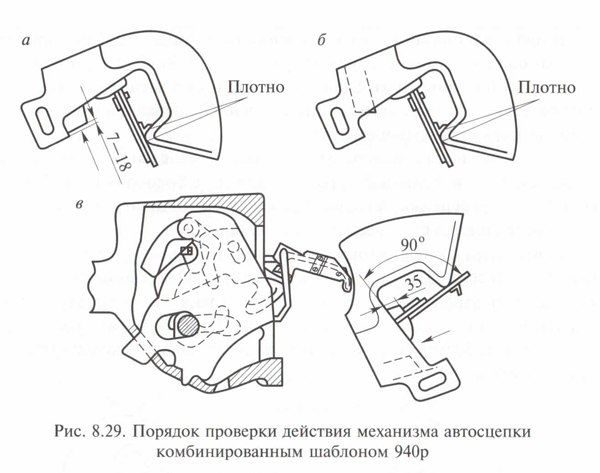 а
б
Плотно
Плотно
7–18
в
90°
35
Рис. 8.29. Порядок проверки действия механизма автосцепки
комбинированным шаблоном 940р